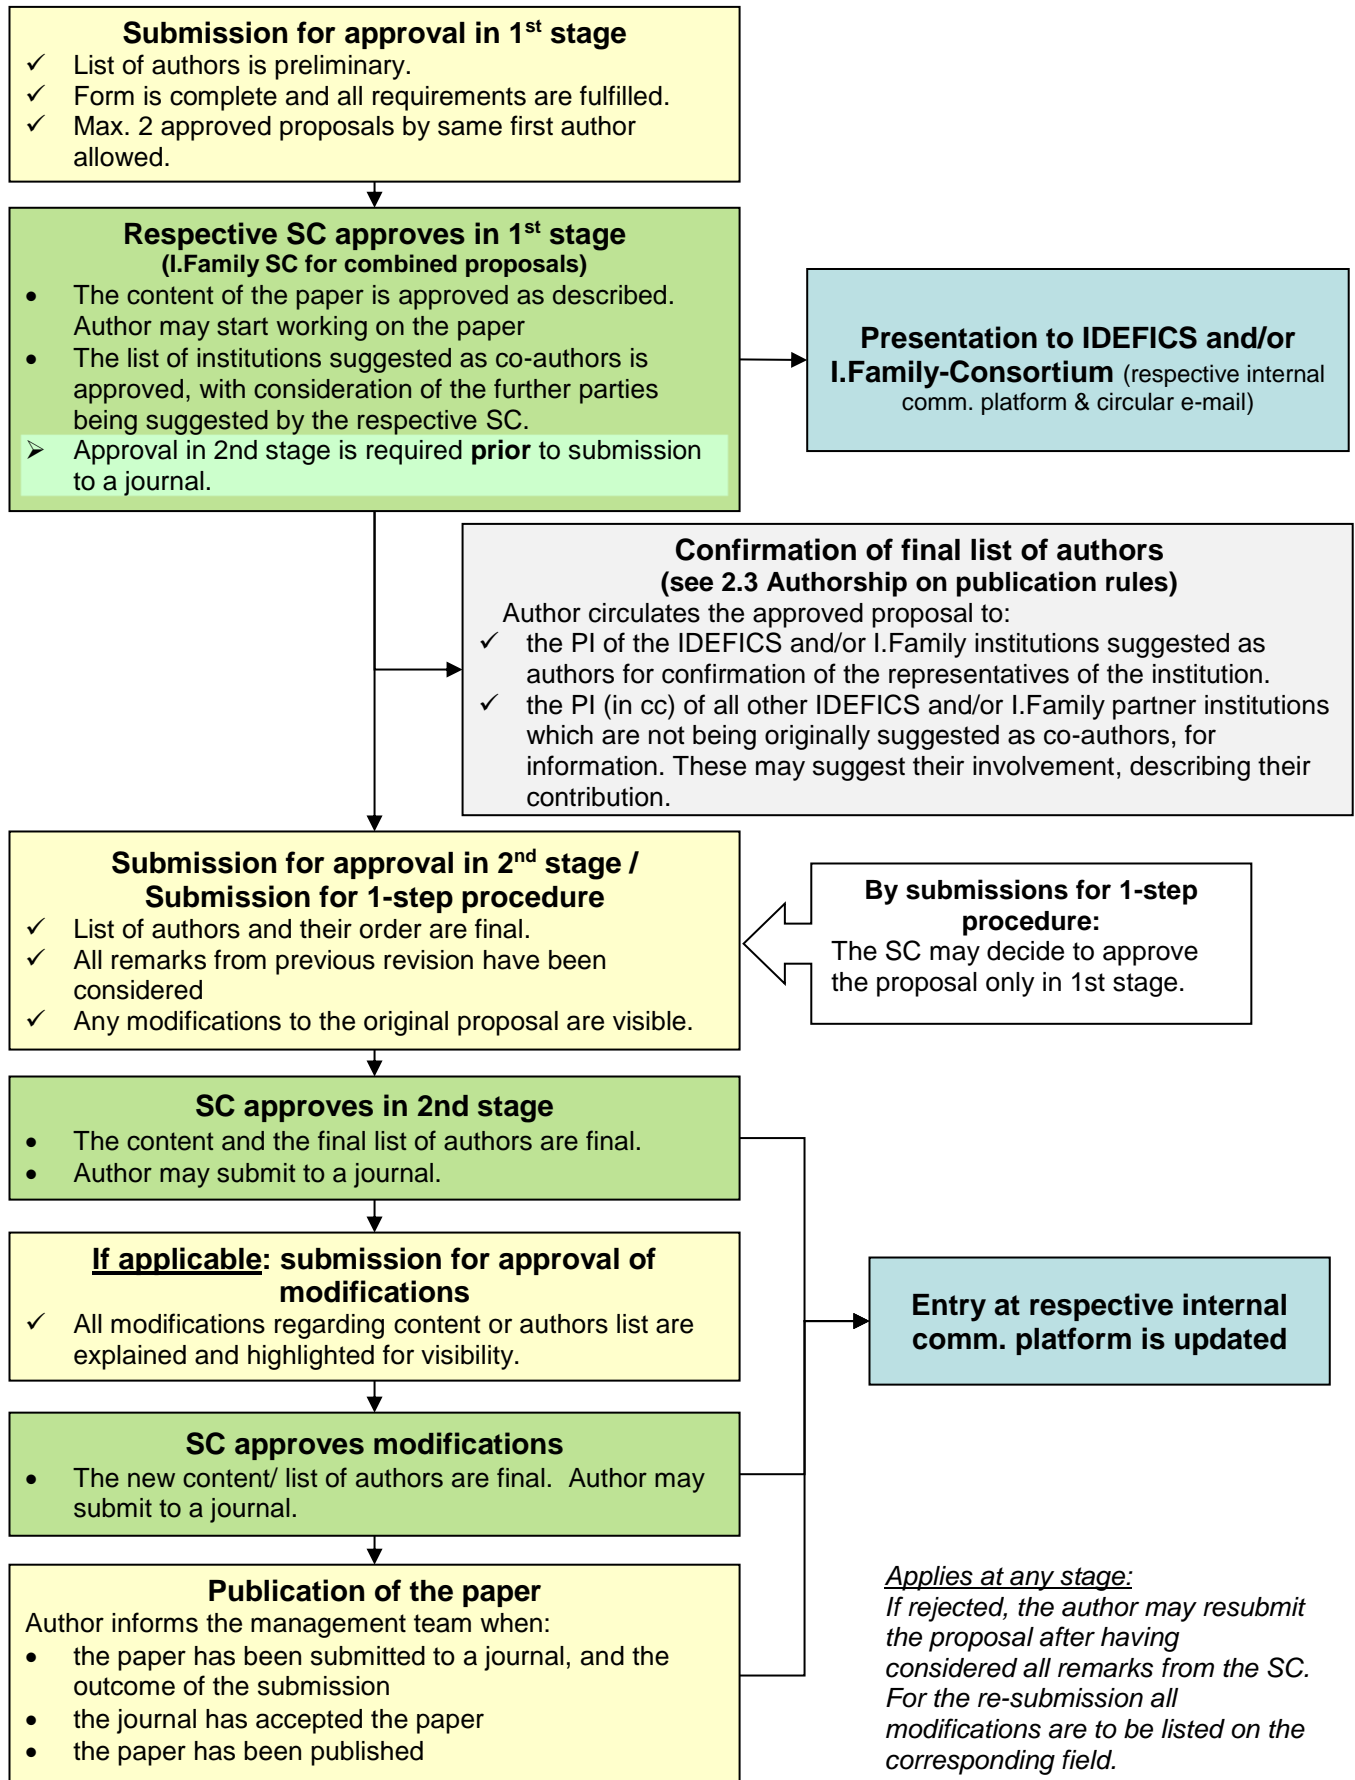 Submission for approval in 1st stage
✓ List of authors is preliminary.
✓ Form is complete and all requirements are fulfilled.
✓ Max. 2 approved proposals by same first author
allowed.
Respective SC approves in 1st stage
(I.Family SC for combined proposals)
• The content of the paper is approved as described.
Author may start working on the paper
• The list of institutions suggested as co-authors is
approved, with consideration of the further parties
being suggested by the respective SC.
➢ Approval in 2nd stage is required prior to submission
to a journal.
Presentation to IDEFICS and/or
I.Family-Consortium (respective internal
comm. platform & circular e-mail)
Confirmation of final list of authors
(see 2.3 Authorship on publication rules)
Author circulates the approved proposal to:
✓ the PI of the IDEFICS and/or I.Family institutions suggested as
authors for confirmation of the representatives of the institution.
✓ the PI (in cc) of all other IDEFICS and/or I.Family partner institutions
which are not being originally suggested as co-authors, for
information. These may suggest their involvement, describing their
contribution.
Submission for approval in 2nd stage /
Submission for 1-step procedure
✓ List of authors and their order are final.
✓ All remarks from previous revision have been
considered
✓ Any modifications to the original proposal are visible.
By submissions for 1-step
procedure:
The SC may decide to approve
the proposal only in 1st stage.
SC approves in 2nd stage
• The content and the final list of authors are final.
• Author may submit to a journal.
If applicable: submission for approval of
modifications
✓ All modifications regarding content or authors list are
explained and highlighted for visibility.
Entry at respective internal
comm. platform is updated
SC approves modifications
• The new content/ list of authors are final.  Author may
submit to a journal.
Publication of the paper
Author informs the management team when:
• the paper has been submitted to a journal, and the
outcome of the submission
• the journal has accepted the paper
• the paper has been published
Applies at any stage:
If rejected, the author may resubmit
the proposal after having
considered all remarks from the SC.
For the re-submission all
modifications are to be listed on the
corresponding field.